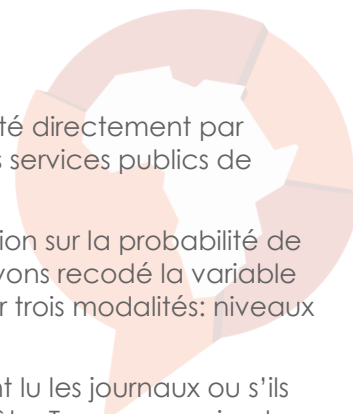 té directement par
s services publics de
ion sur la probabilité de
vons recodé la variable
r trois modalités: niveaux
t lu les journaux ou s'ils